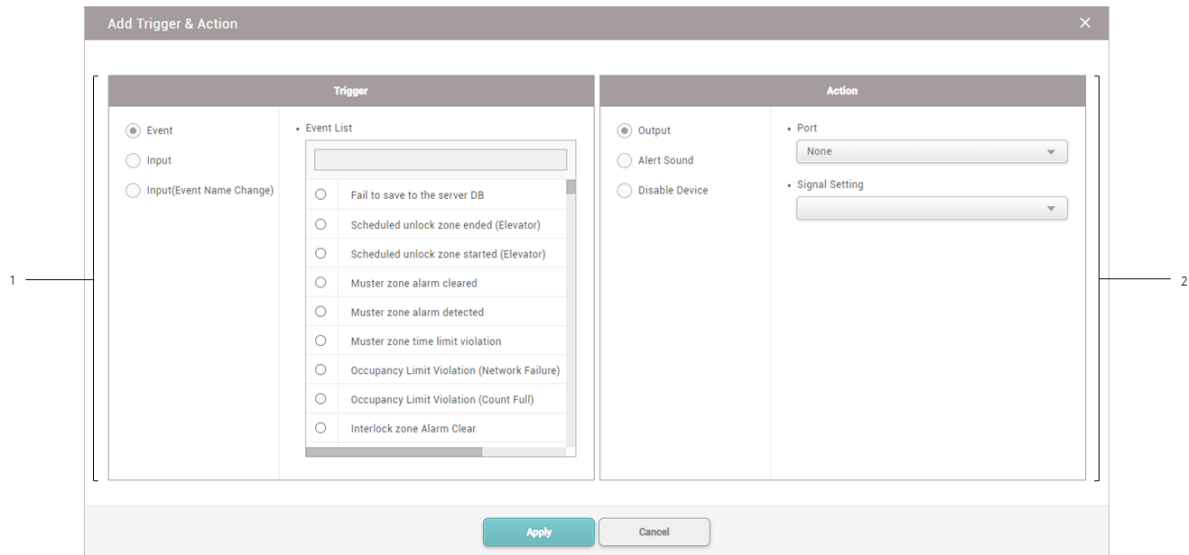 Add Trigger & Action
Trigger
Event
Input
Input(Event Name Change)
Event List
Fail to save to the server DB
Scheduled unlock zone ended (Elevator)
Scheduled unlock zone started (Elevator)
Muster zone alarm cleared
Muster zone alarm detected
Muster zone time limit violation
Occupancy Limit Violation (Network Failure)
Occupancy Limit Violation (Count Full)
Interlock zone Alarm Clear
Action
Output
Alert Sound
Disable Device
Port
None
Signal Setting
1
2
Apply
Cancel